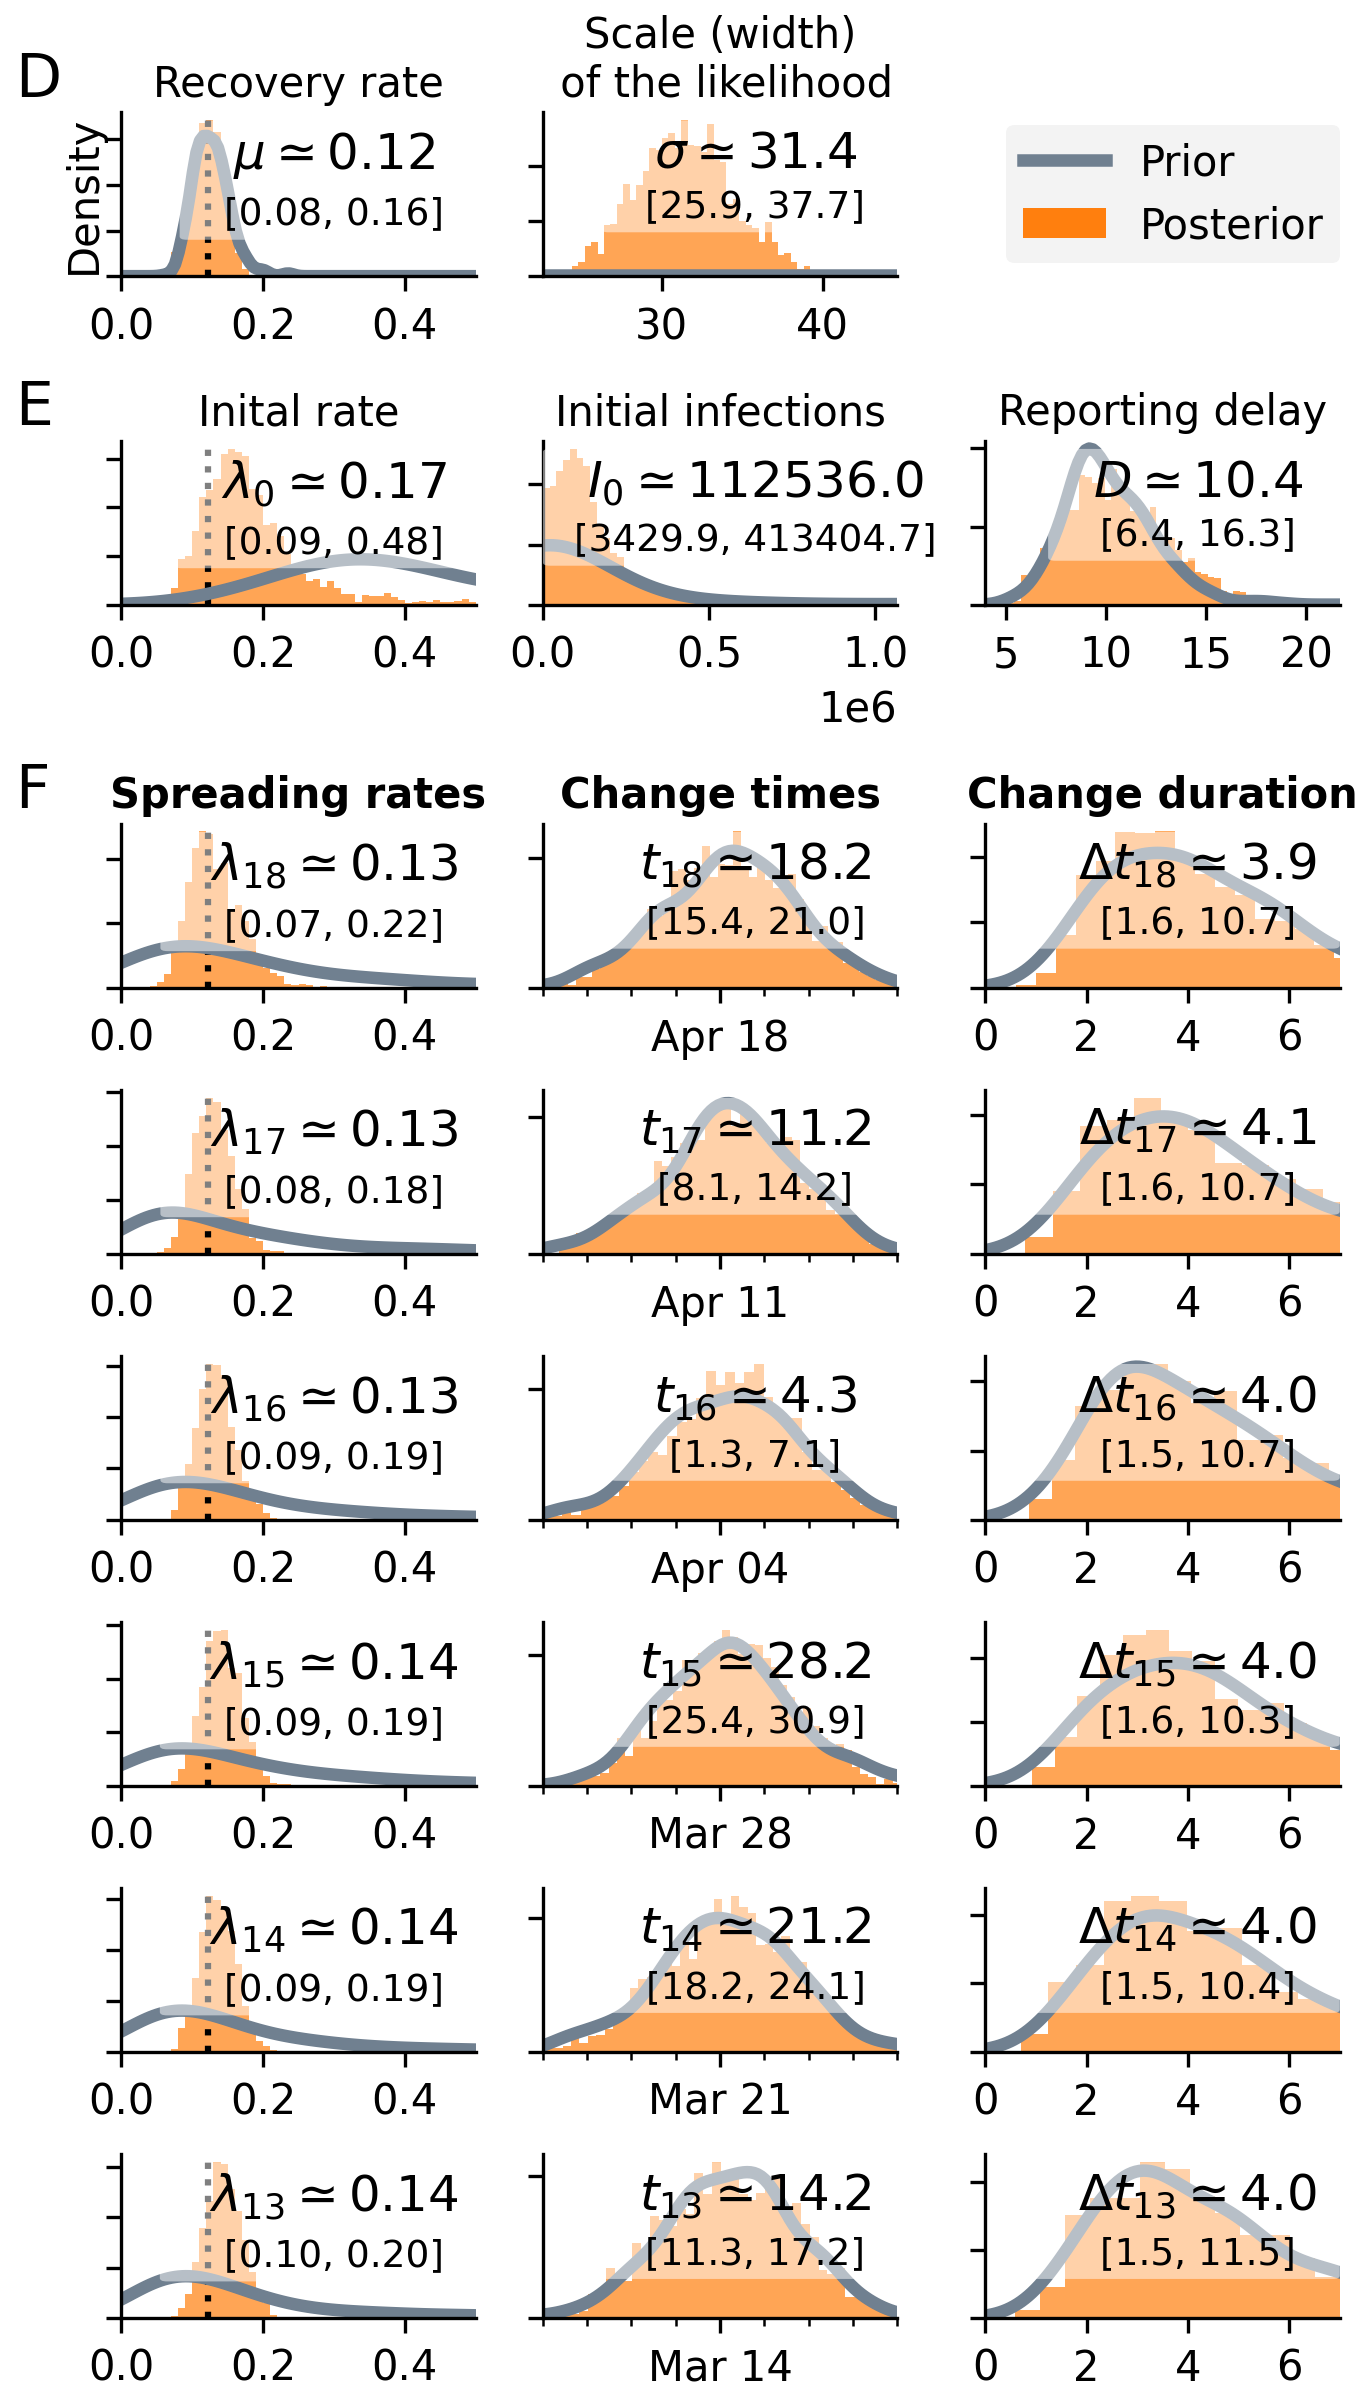 D
Recovery rate
Scale (width)
of the likelihood
Density
μ ≃ 0.12
[0.08, 0.16]
σ ≃ 31.4
[25.9, 37.7]
Prior
Posterior
0.0 0.2 0.4
30 40
E
Inital rate
Initial infections
Reporting delay
λ0 ≃ 0.17
[0.09, 0.48]
I0 ≃ 112536.0
[3429.9, 413404.7]
D ≃ 10.4
[6.4, 16.3]
0.0 0.2 0.4
0.0 0.5 1.0
1e6
5 10 15 20
F
Spreading rates
Change times
Change duration
λ18 ≃ 0.13
[0.07, 0.22]
t18 ≃ 18.2
[15.4, 21.0]
Δt18 ≃ 3.9
[1.6, 10.7]
0.0 0.2 0.4
Apr 18
0 2 4 6
λ17 ≃ 0.13
[0.08, 0.18]
t17 ≃ 11.2
[8.1, 14.2]
Δt17 ≃ 4.1
[1.6, 10.7]
0.0 0.2 0.4
Apr 11
0 2 4 6
λ16 ≃ 0.13
[0.09, 0.19]
t16 ≃ 4.3
[1.3, 7.1]
Δt16 ≃ 4.0
[1.5, 10.7]
0.0 0.2 0.4
Apr 04
0 2 4 6
λ15 ≃ 0.14
[0.09, 0.19]
t15 ≃ 28.2
[25.4, 30.9]
Δt15 ≃ 4.0
[1.6, 10.3]
0.0 0.2 0.4
Mar 28
0 2 4 6
λ14 ≃ 0.14
[0.09, 0.19]
t14 ≃ 21.2
[18.2, 24.1]
Δt14 ≃ 4.0
[1.5, 10.4]
0.0 0.2 0.4
Mar 21
0 2 4 6
λ13 ≃ 0.14
[0.10, 0.20]
t13 ≃ 14.2
[11.3, 17.2]
Δt13 ≃ 4.0
[1.5, 11.5]
0.0 0.2 0.4
Mar 14
0 2 4 6